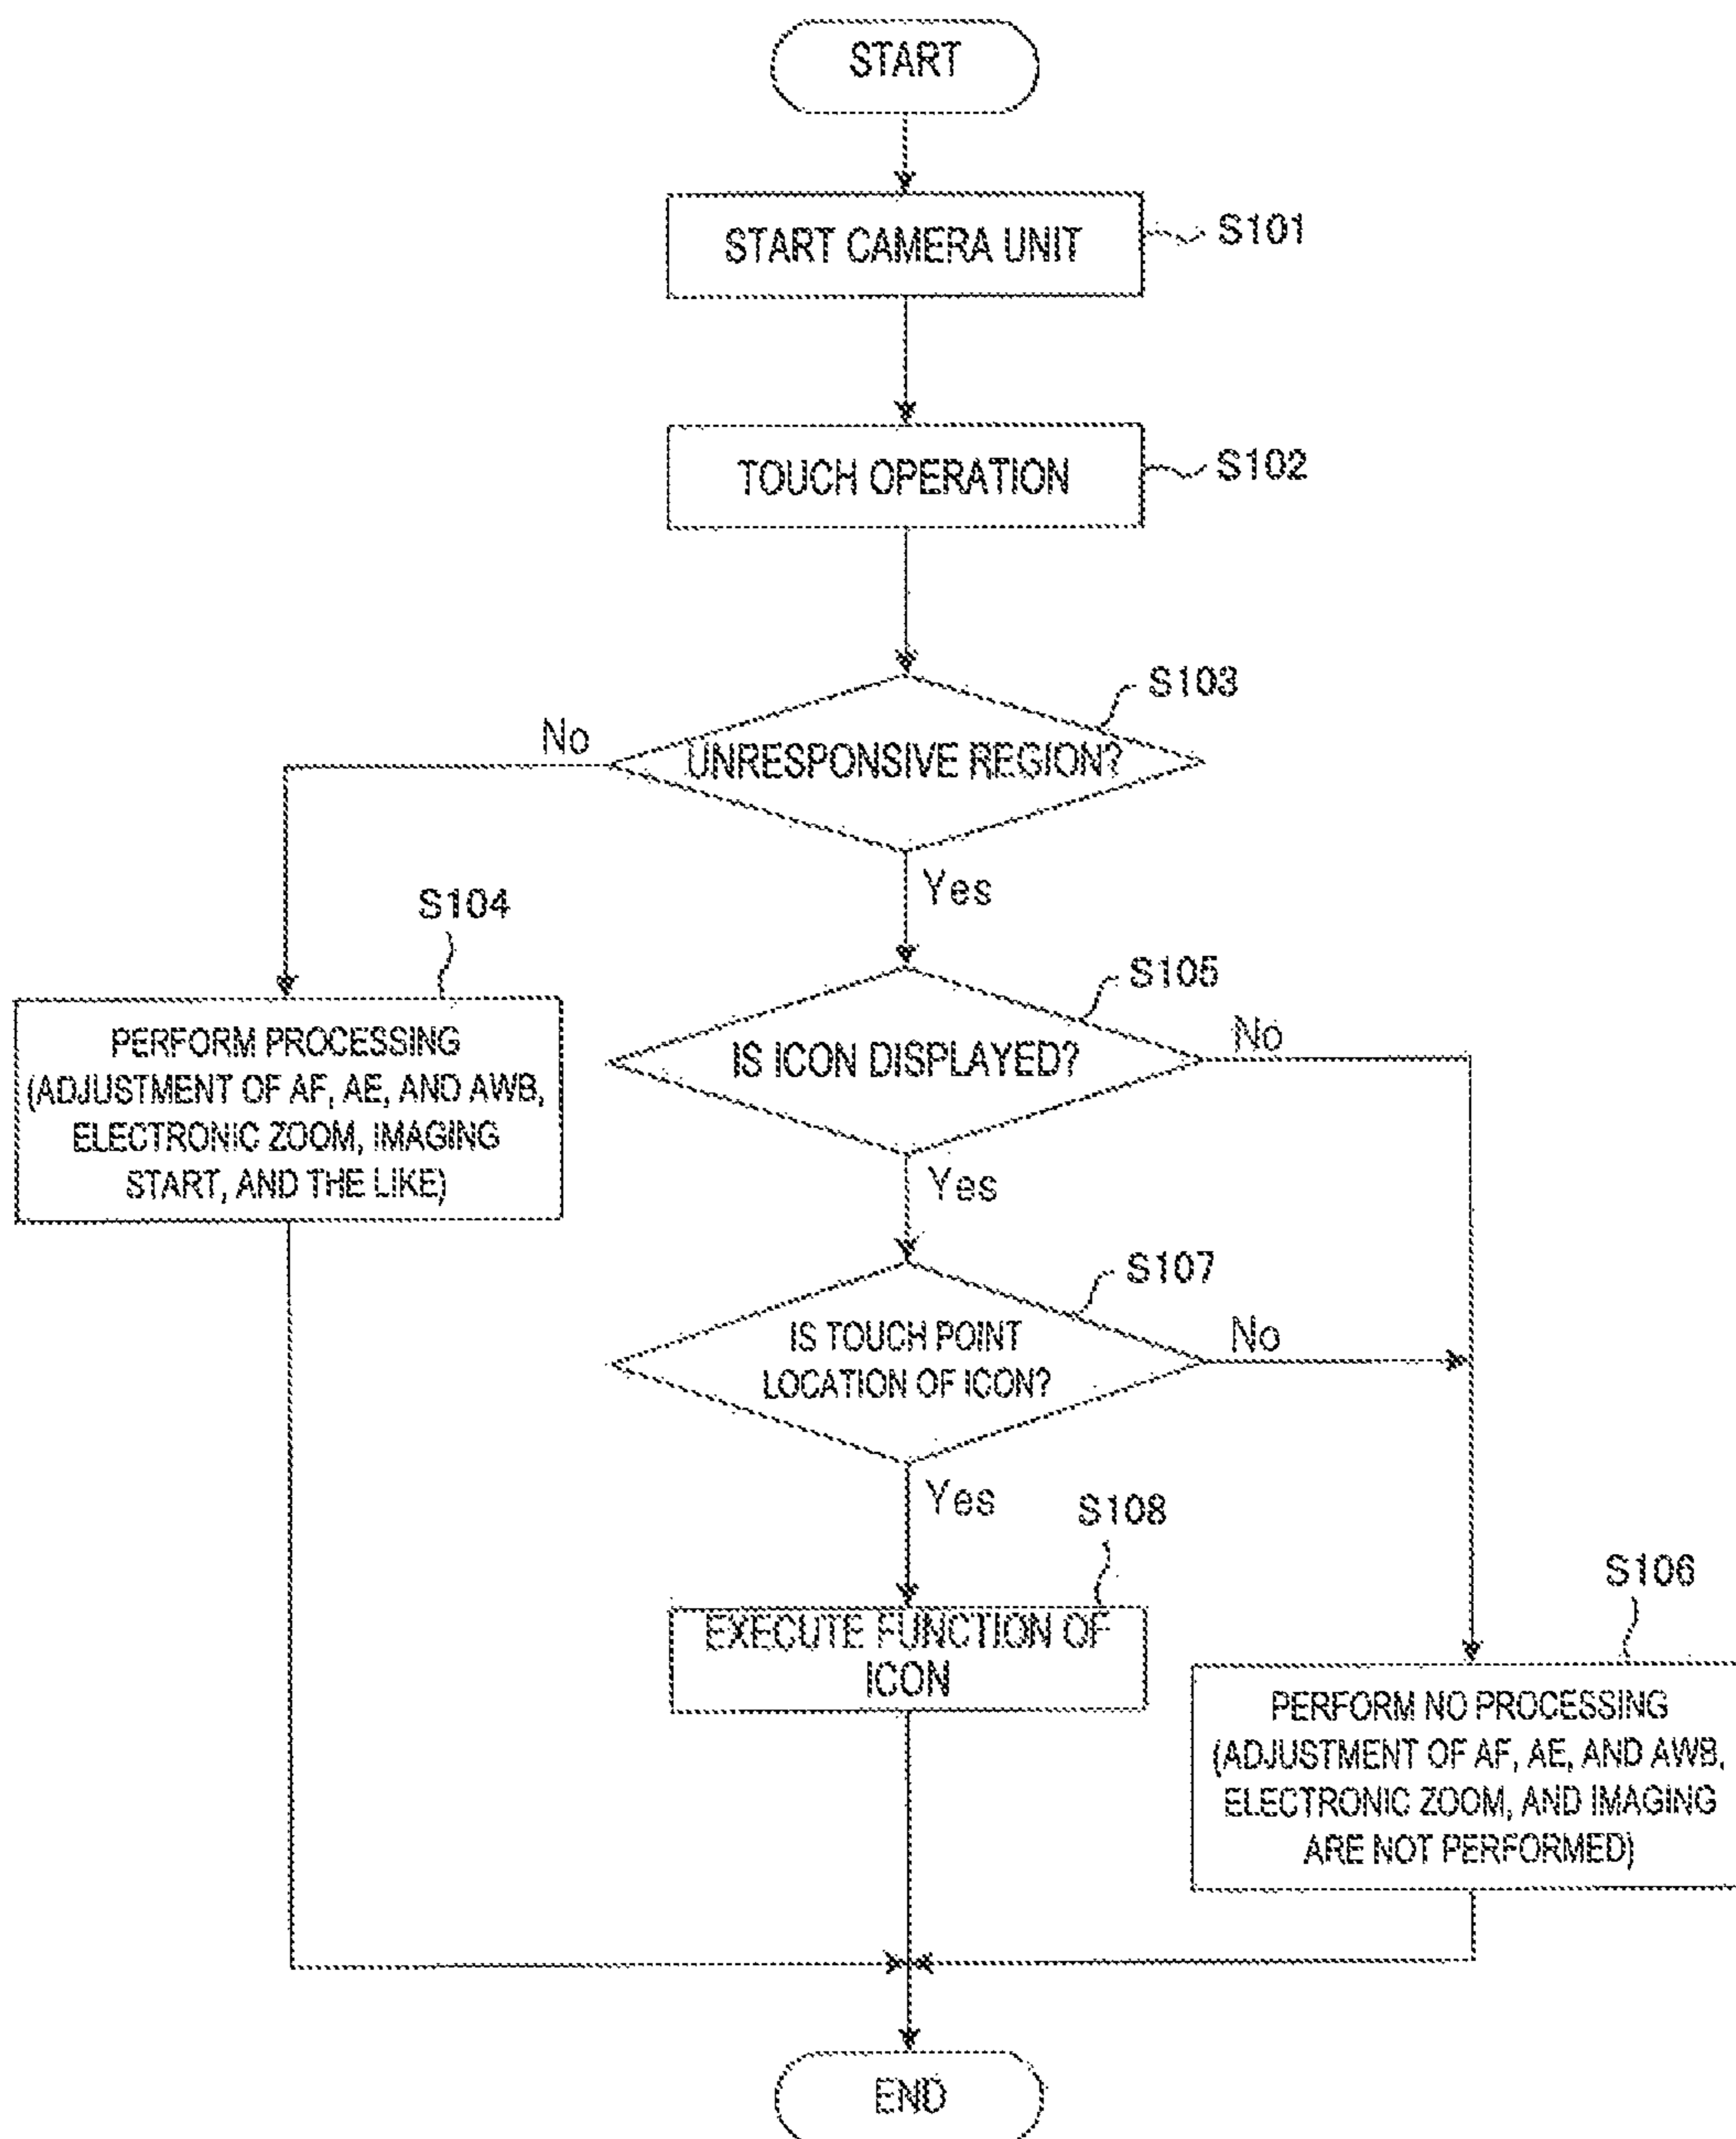 START
START CAMERA UNIT
S101
TOUCH OPERATION
S102
S103
UNRESPONSIVE REGION?
No
Yes
S104
PERFORM PROCESSING
(ADJUSTMENT OF AF, AE, AND AWB,
ELECTRONIC ZOOM, IMAGING
START, AND THE LIKE)
S105
IS ICON DISPLAYED?
No
Yes
S107
IS TOUCH POINT
LOCATION OF ICON?
No
Yes
S108
EXECUTE FUNCTION OF
ICON
S106
PERFORM NO PROCESSING
(ADJUSTMENT OF AF, AE, AND AWB,
ELECTRONIC ZOOM, AND IMAGING
ARE NOT PERFORMED)
END